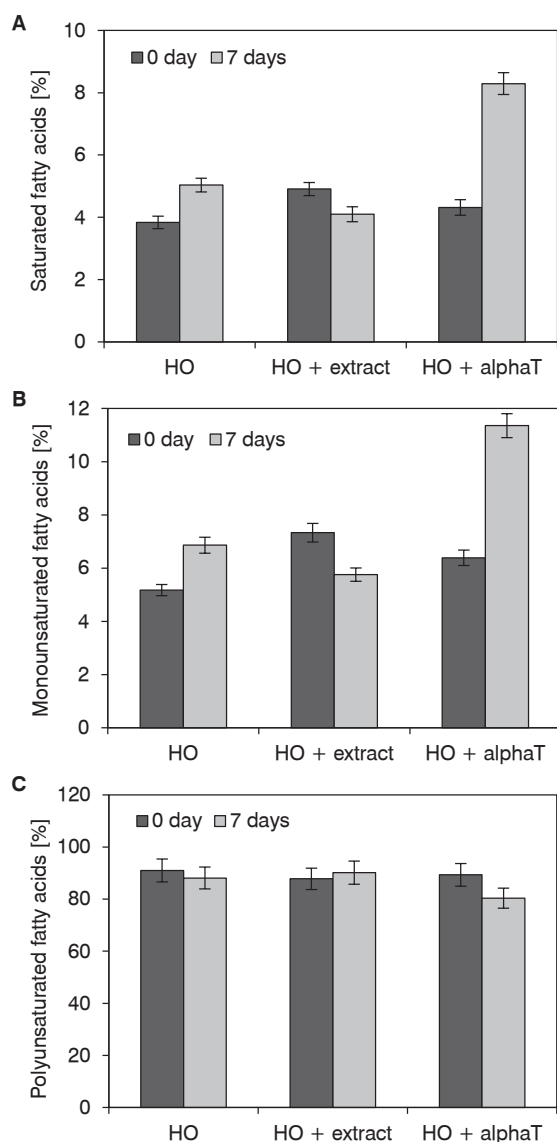 A
Saturated fatty acids [%]
0 day 7 days
10
8
6
4
2
0
HO HO + extract HO + alphaT
B
Monounsaturated fatty acids [%]
0 day 7 days
12
10
8
6
4
2
0
HO HO + extract HO + alphaT
C
Polyunsaturated fatty acids [%]
0 day 7 days
120
100
80
60
40
20
0
HO HO + extract HO + alphaT